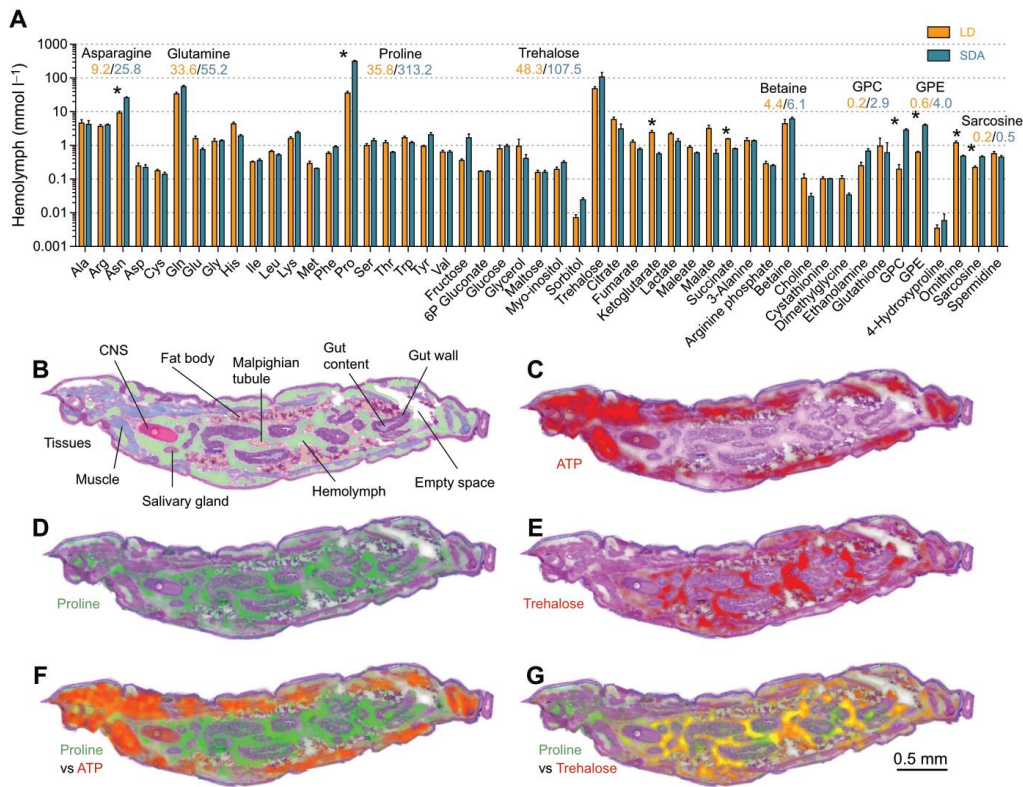 A
LD
SDA
Hemolymph (mmol l⁻¹)
1000
100
10
1
0.1
0.01
0.001
Asparagine
9.2/25.8
Glutamine
33.6/55.2
Proline
35.8/313.2
Trehalose
48.3/107.5
Betaine
4.4/6.1
GPC
0.2/2.9
GPE
0.6/4.0
Sarcosine
0.2/0.5
* * * * * * * *
Ala
Arg
Asn
Asp
Cys
Gln
Glu
Gly
His
Ile
Leu
Lys
Met
Phe
Pro
Ser
Thr
Trp
Tyr
Val
Fructose
6P Gluconate
Glucose
Glycerol
Maltose
Myo-inositol
Sorbitol
Trehalose
Citrate
Fumarate
Ketoglutarate
Lactate
Maleate
Malate
Succinate
3-Alanine
Arginine phosphate
Betaine
Choline
Cystathionine
Dimethylglycine
Ethanolamine
Glutathione
GPC
GPE
4-Hydroxyproline
Ornithine
Sarcosine
Spermidine
B
CNS
Fat body
Malpighian
tubule
Gut
content
Gut wall
Tissues
Muscle
Salivary gland
Hemolymph
Empty space
C
ATP
D
Proline
E
Trehalose
F
Proline
vs ATP
G
Proline
vs Trehalose
0.5 mm